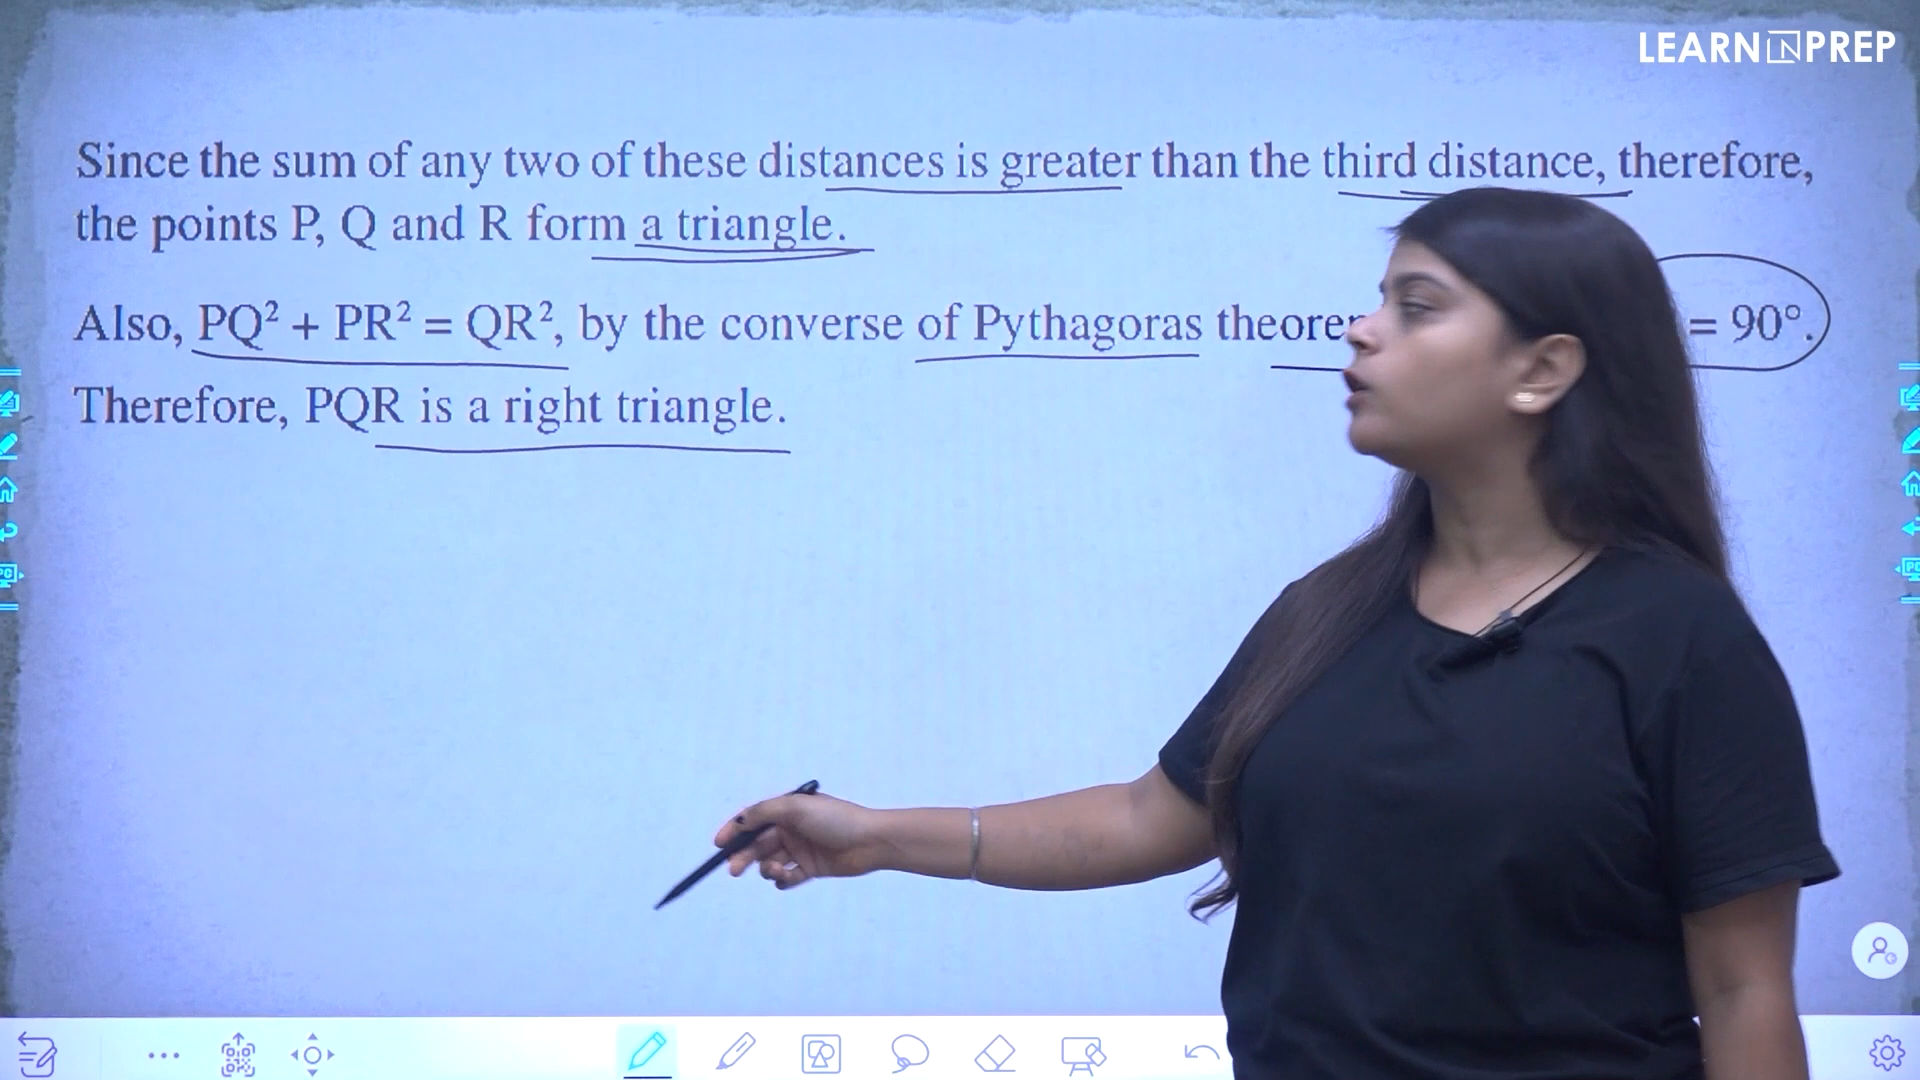 LEARN IN PREP
Since the sum of any two of these distances is greater than the third distance, therefore,
the points P, Q and R form a triangle.
Also, PQ² + PR² = QR², by the converse of Pythagoras = 90°.
Therefore, PQR is a right triangle.